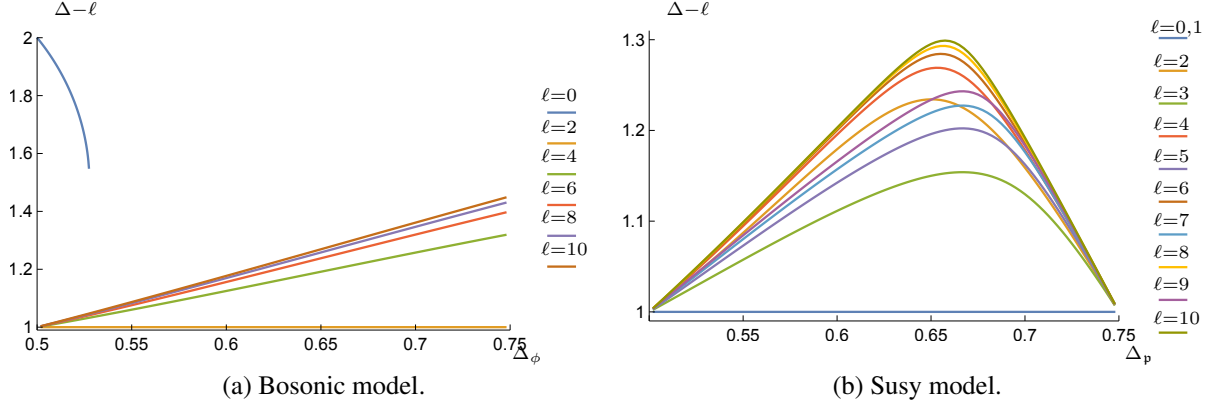 Δ−ℓ
2
1.8
1.6
1.4
1.2
1
0.5
0.55
0.6
0.65
0.7
0.75
Δϕ
ℓ=0
ℓ=2
ℓ=4
ℓ=6
ℓ=8
ℓ=10
(a) Bosonic model.
Δ−ℓ
1.3
1.2
1.1
1
0.55
0.6
0.65
0.7
0.75
Δ𝔭
ℓ=0,1
ℓ=2
ℓ=3
ℓ=4
ℓ=5
ℓ=6
ℓ=7
ℓ=8
ℓ=9
ℓ=10
(b) Susy model.